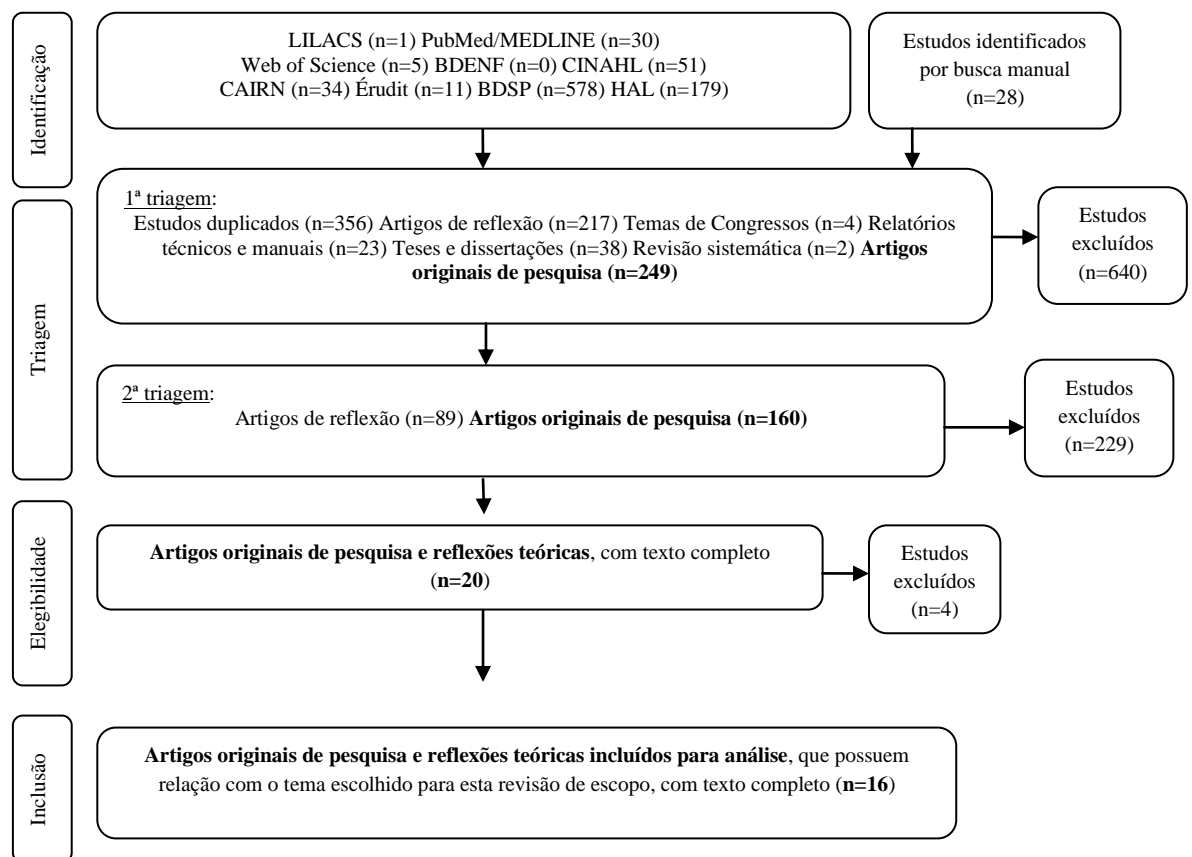 Identificação
LILACS (n=1) PubMed/MEDLINE (n=30)
Web of Science (n=5) BDENF (n=0) CINAHL (n=51)
CAIRN (n=34) Érudit (n=11) BDSP (n=578) HAL (n=179)
Estudos identificados
por busca manual
(n=28)
Triagem
1ª triagem:
Estudos duplicados (n=356) Artigos de reflexão (n=217) Temas de Congressos (n=4) Relatórios
técnicos e manuais (n=23) Teses e dissertações (n=38) Revisão sistemática (n=2) Artigos
originais de pesquisa (n=249)
Estudos
excluídos
(n=640)
2ª triagem:
Artigos de reflexão (n=89) Artigos originais de pesquisa (n=160)
Estudos
excluídos
(n=229)
Elegibilidade
Artigos originais de pesquisa e reflexões teóricas, com texto completo
(n=20)
Estudos
excluídos
(n=4)
Inclusão
Artigos originais de pesquisa e reflexões teóricas incluídos para análise, que possuem
relação com o tema escolhido para esta revisão de escopo, com texto completo (n=16)